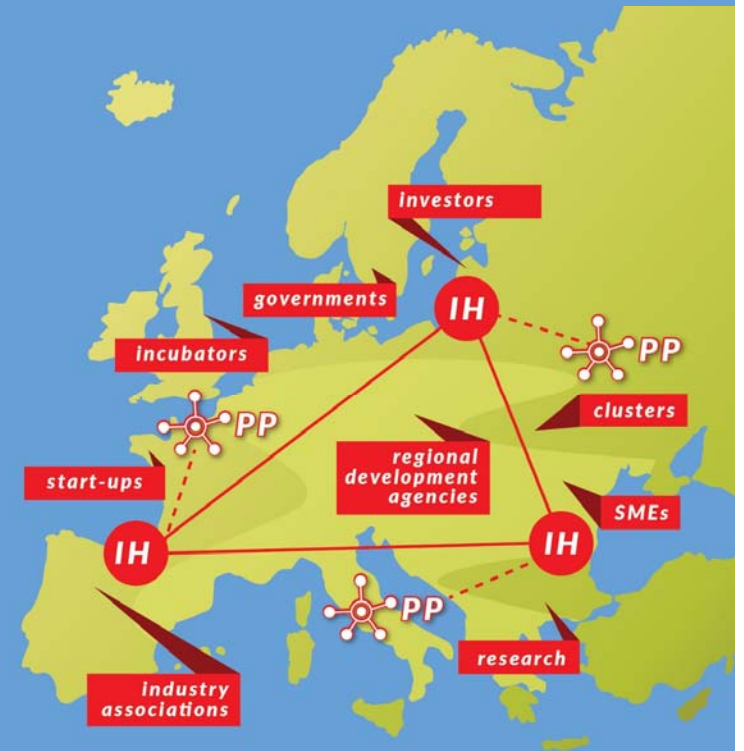 investors
governments
IH
incubators
PP
clusters
PP
regional
development
agencies
start-ups
SMEs
IH
IH
PP
research
industry
associations